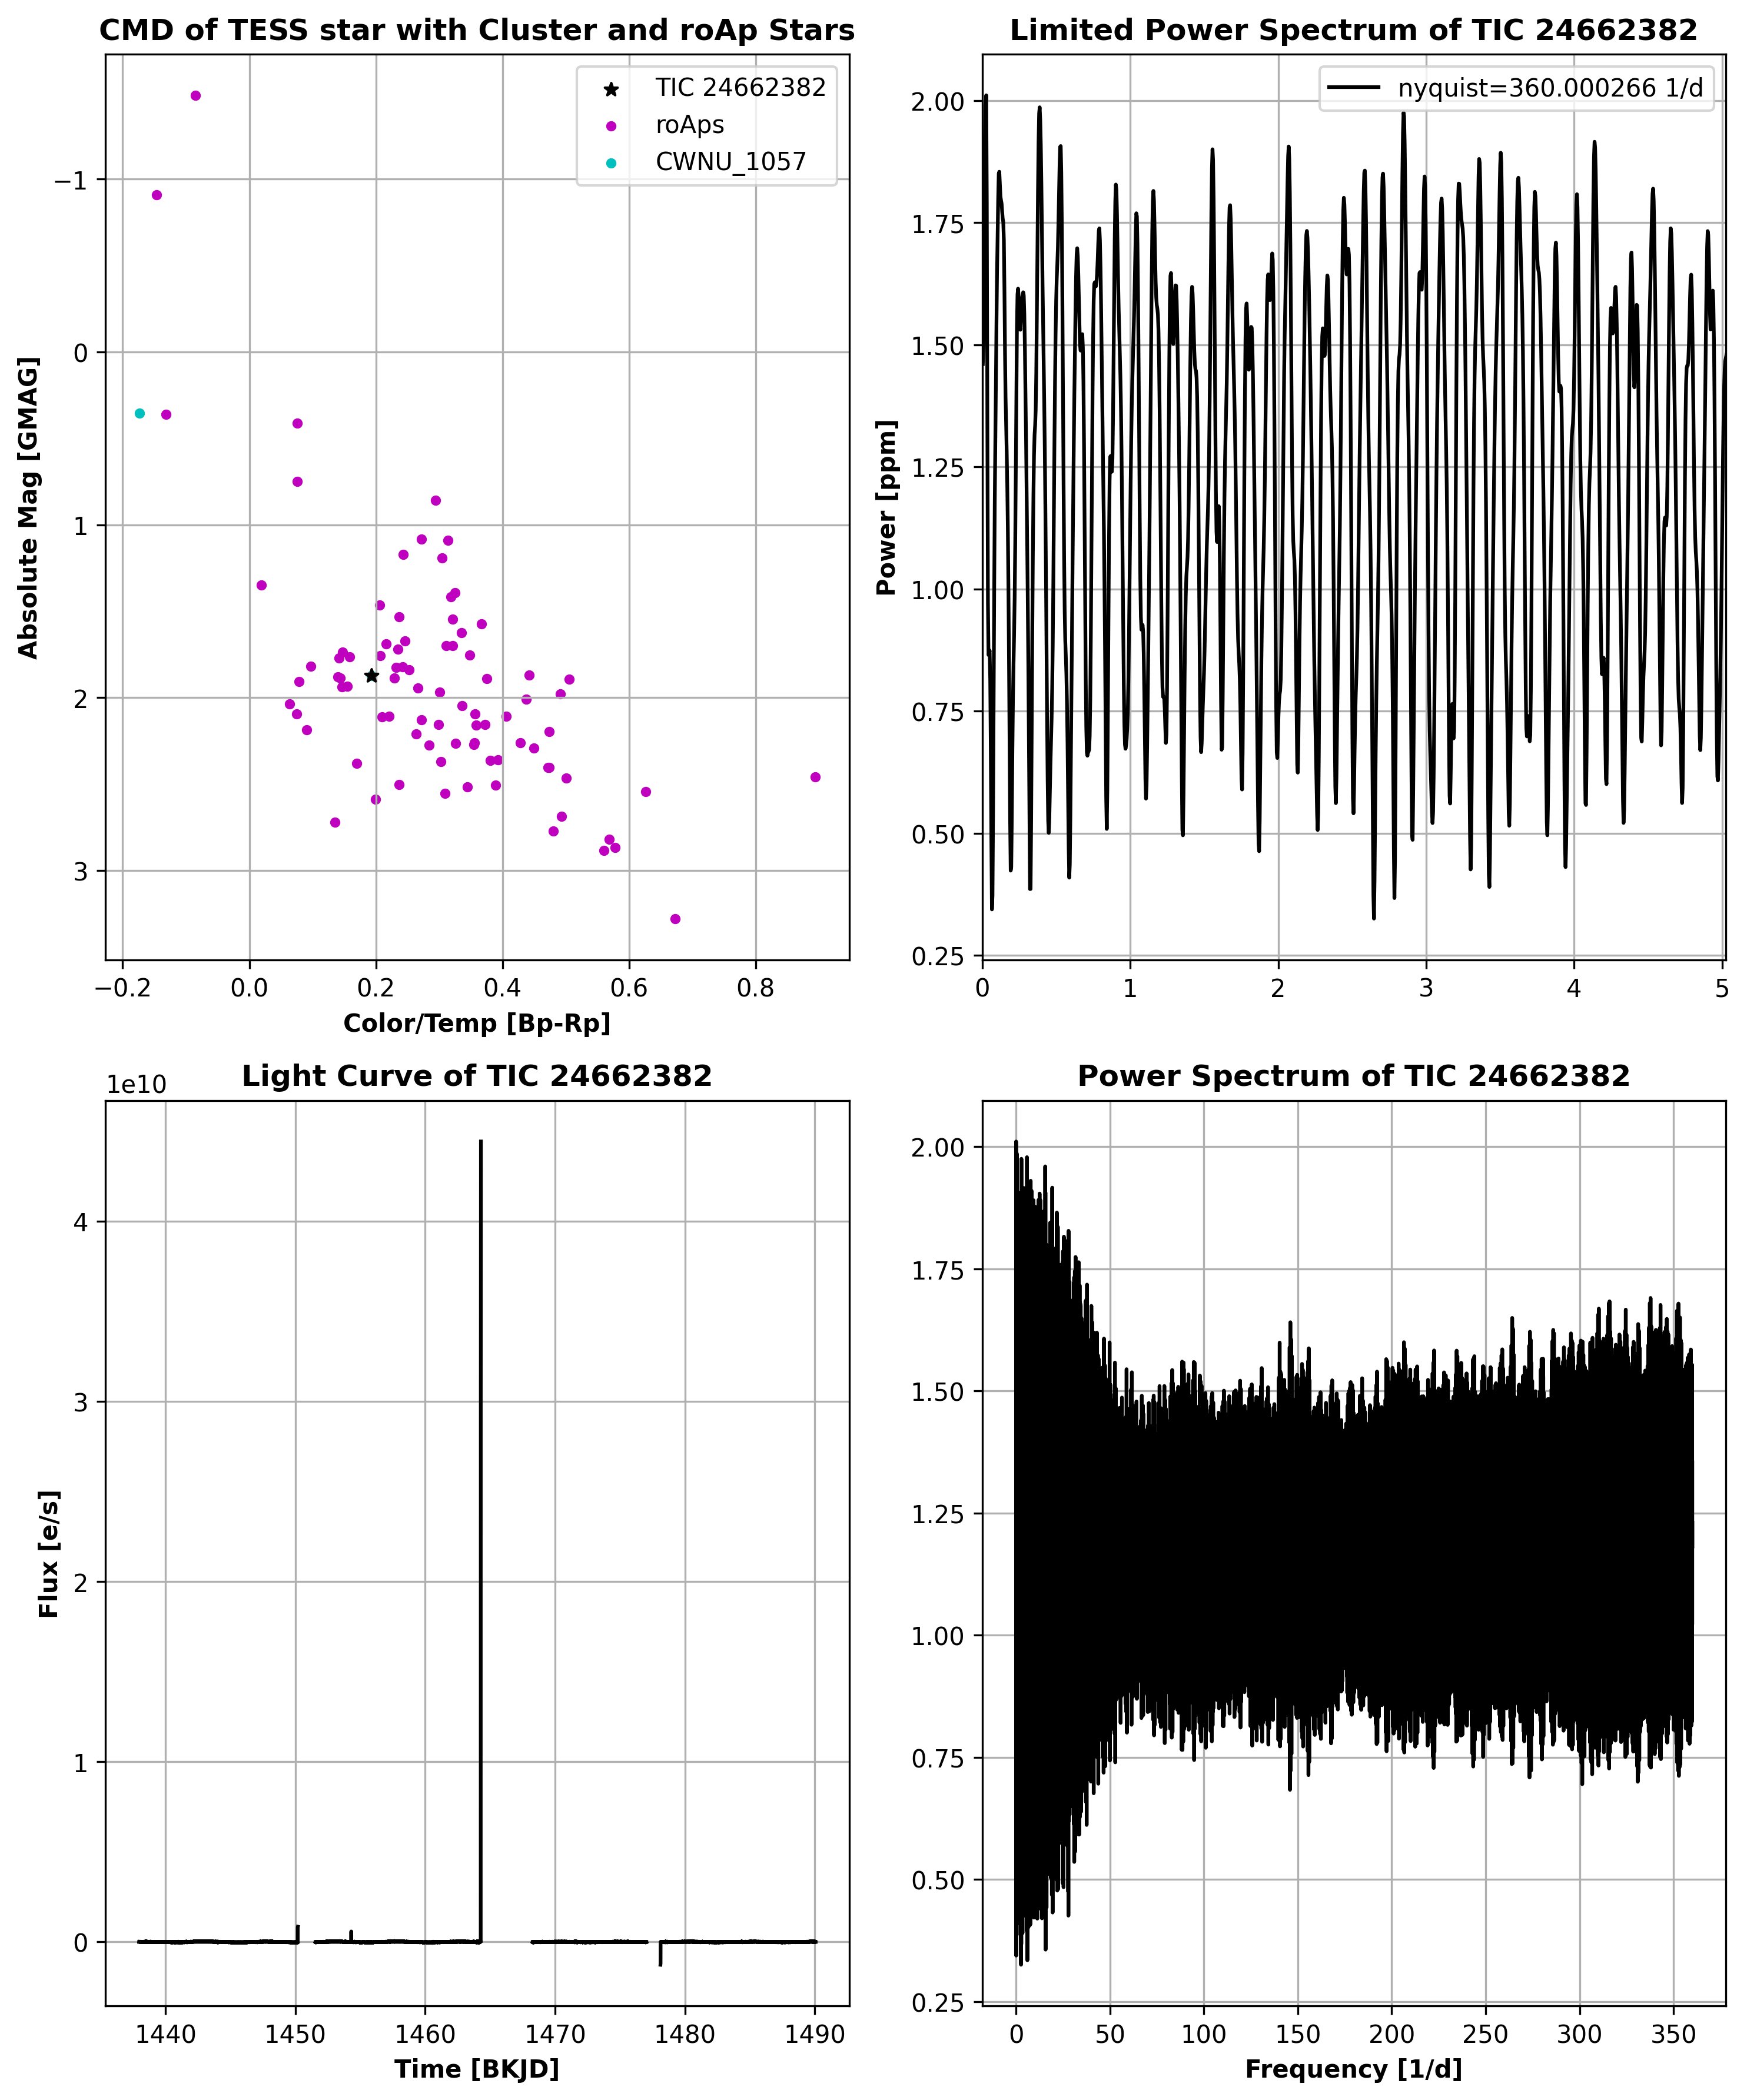 CMD of TESS star with Cluster and roAp Stars
TIC 24662382
roAps
CWNU_1057
Absolute Mag [GMAG]
−1
0
1
2
3
−0.2 0.0 0.2 0.4 0.6 0.8
Color/Temp [Bp-Rp]
Limited Power Spectrum of TIC 24662382
nyquist=360.000266 1/d
Power [ppm]
2.00
1.75
1.50
1.25
1.00
0.75
0.50
0.25
0 1 2 3 4 5
Light Curve of TIC 24662382
1e10
Flux [e/s]
4
3
2
1
0
1440 1450 1460 1470 1480 1490
Time [BKJD]
Power Spectrum of TIC 24662382
2.00
1.75
1.50
1.25
1.00
0.75
0.50
0.25
0 50 100 150 200 250 300 350
Frequency [1/d]